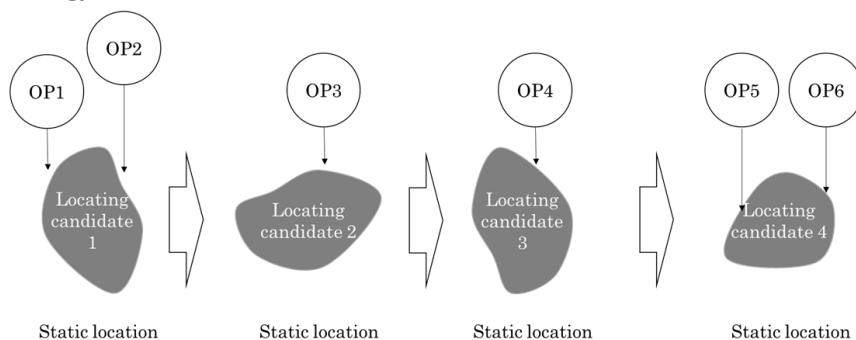 OP1
OP2
OP3
OP4
OP5
OP6
Locating
candidate
1
Locating
candidate 2
Locating
candidate
3
Locating
candidate 4
Static location
Static location
Static location
Static location